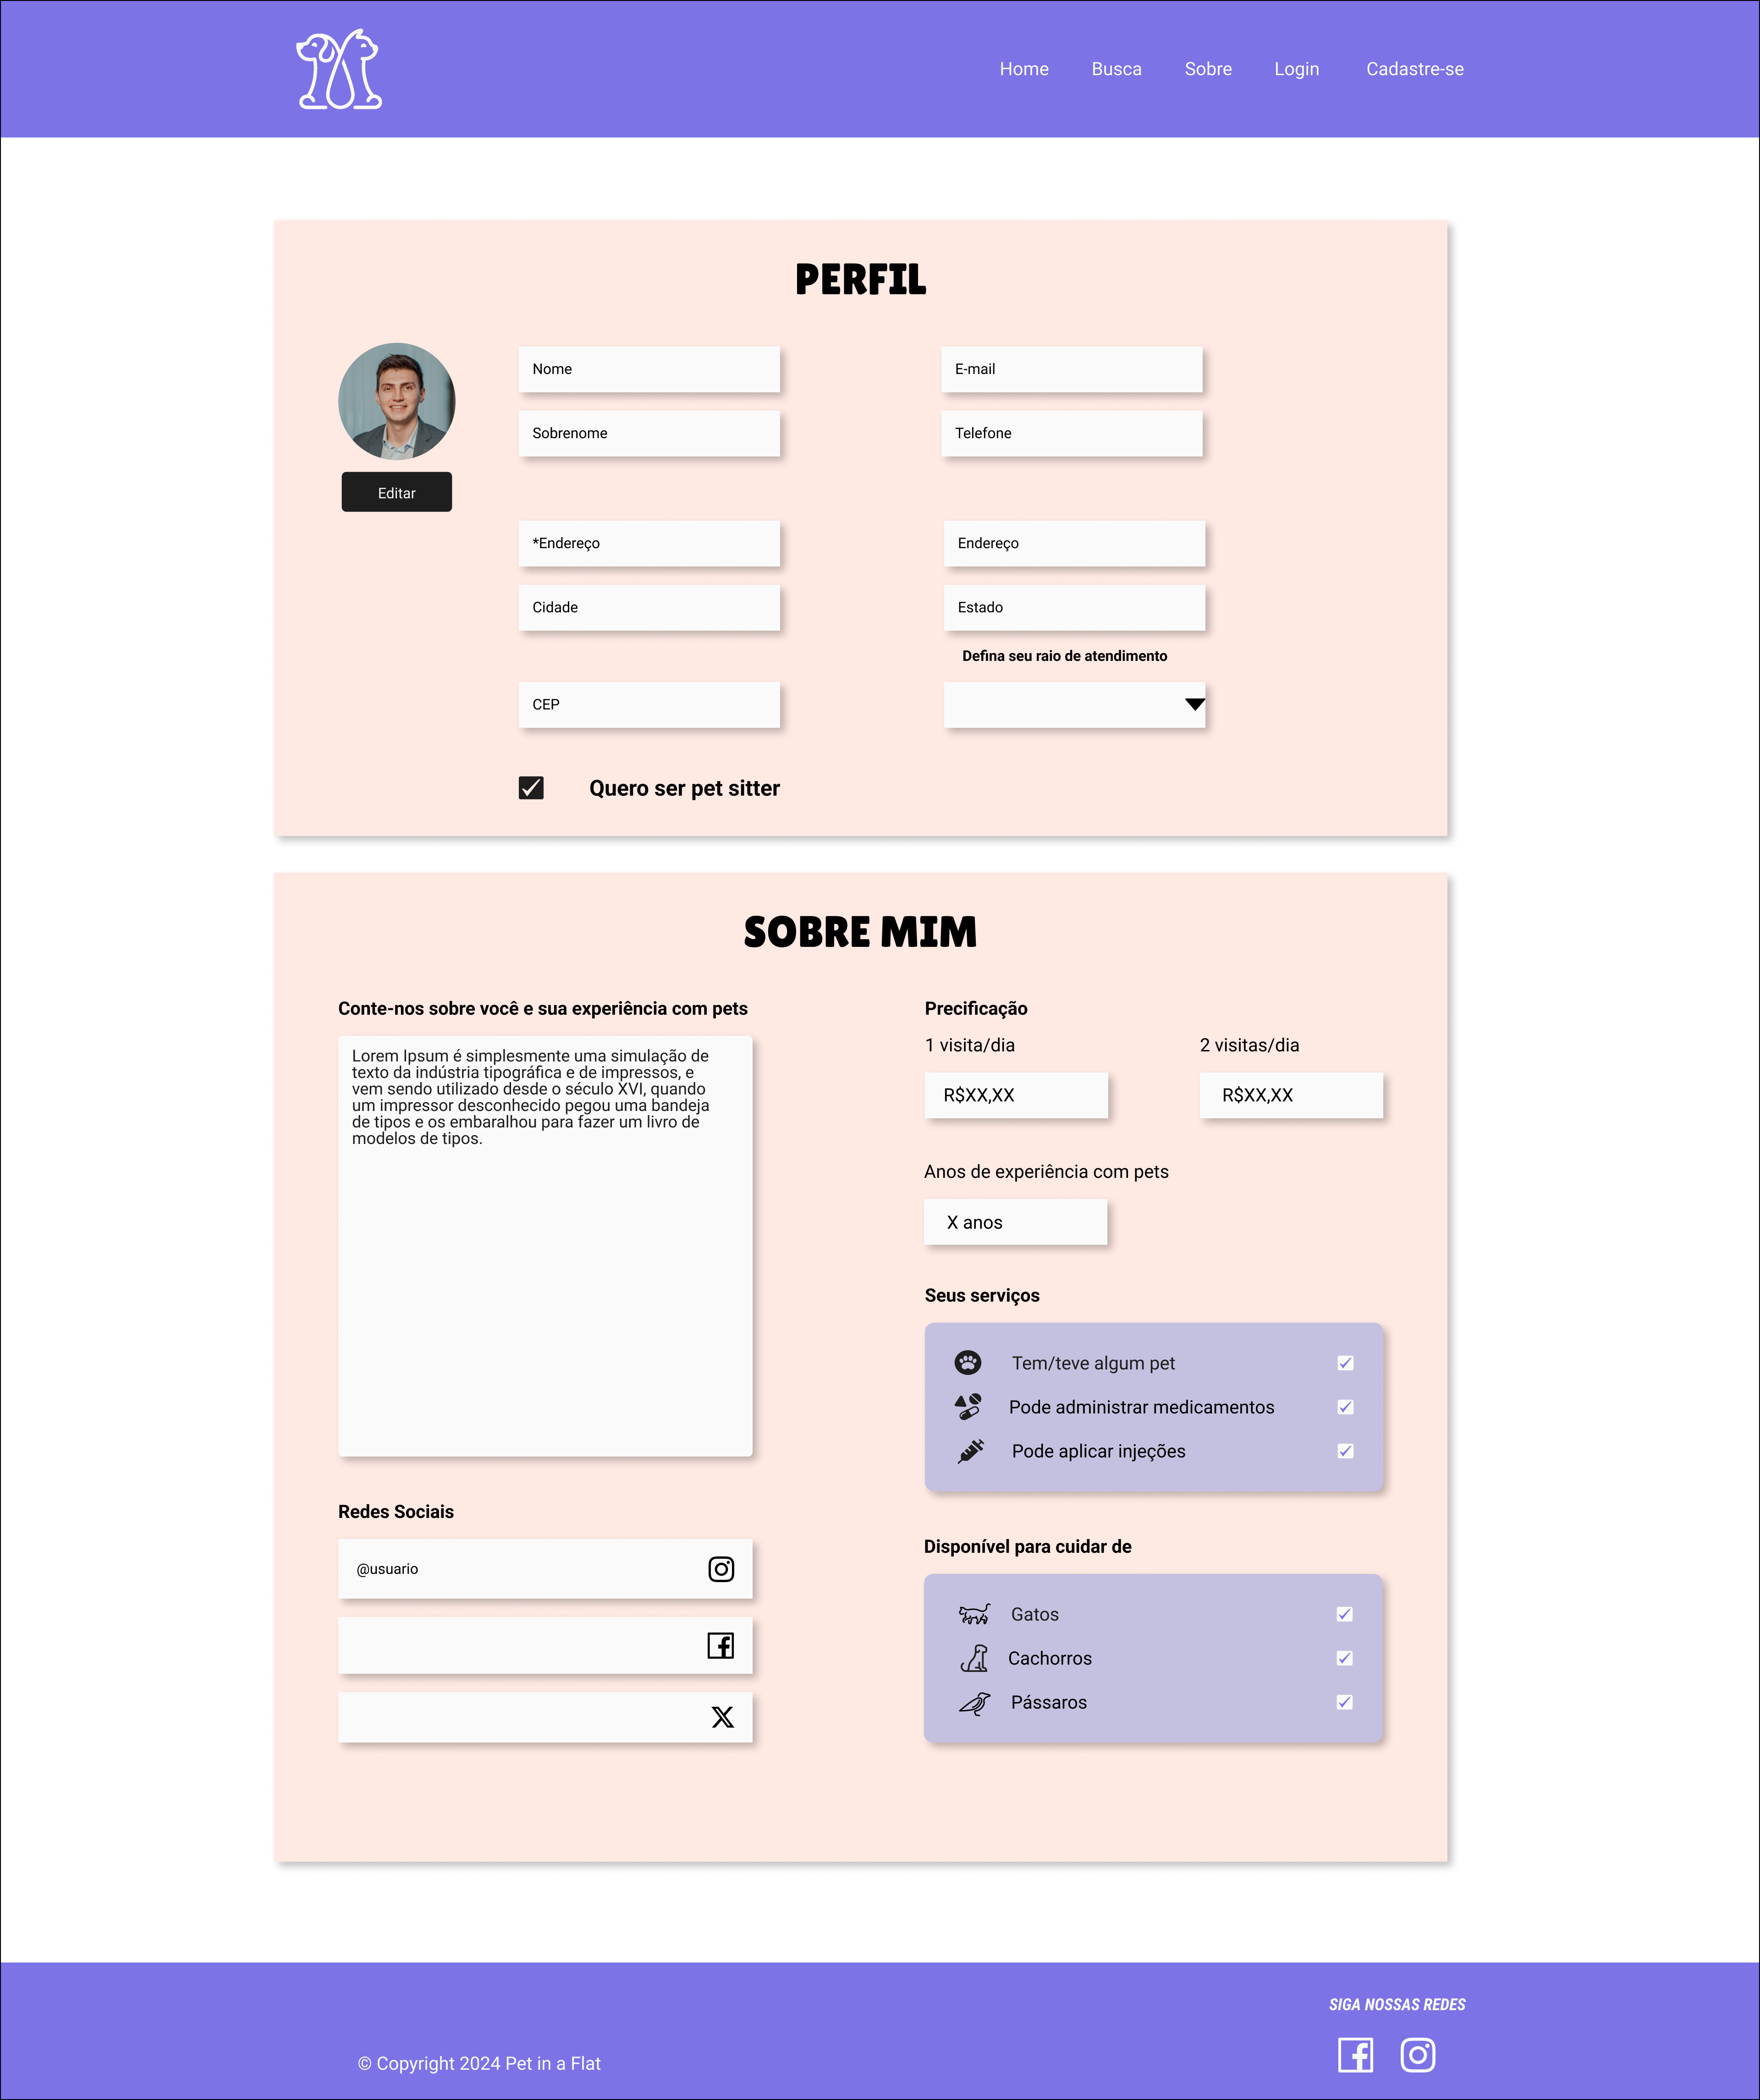 Home Busca Sobre Login Cadastre-se
PERFIL
Nome
E-mail
Sobrenome
Telefone
Editar
*Endereço
Endereço
Cidade
Estado
Defina seu raio de atendimento
CEP
Quero ser pet sitter
SOBRE MIM
Conte-nos sobre você e sua experiência com pets
Lorem Ipsum é simplesmente uma simulação de
texto da indústria tipográfica e de impressos, e
vem sendo utilizado desde o século XVI, quando
um impressor desconhecido pegou uma bandeja
de tipos e os embaralhou para fazer um livro de
modelos de tipos.
Redes Sociais
@usuario
Precificação
1 visita/dia
2 visitas/dia
R$XX,XX
R$XX,XX
Anos de experiência com pets
X anos
Seus serviços
Tem/teve algum pet
Pode administrar medicamentos
Pode aplicar injeções
Disponível para cuidar de
Gatos
Cachorros
Pássaros
SIGA NOSSAS REDES
© Copyright 2024 Pet in a Flat